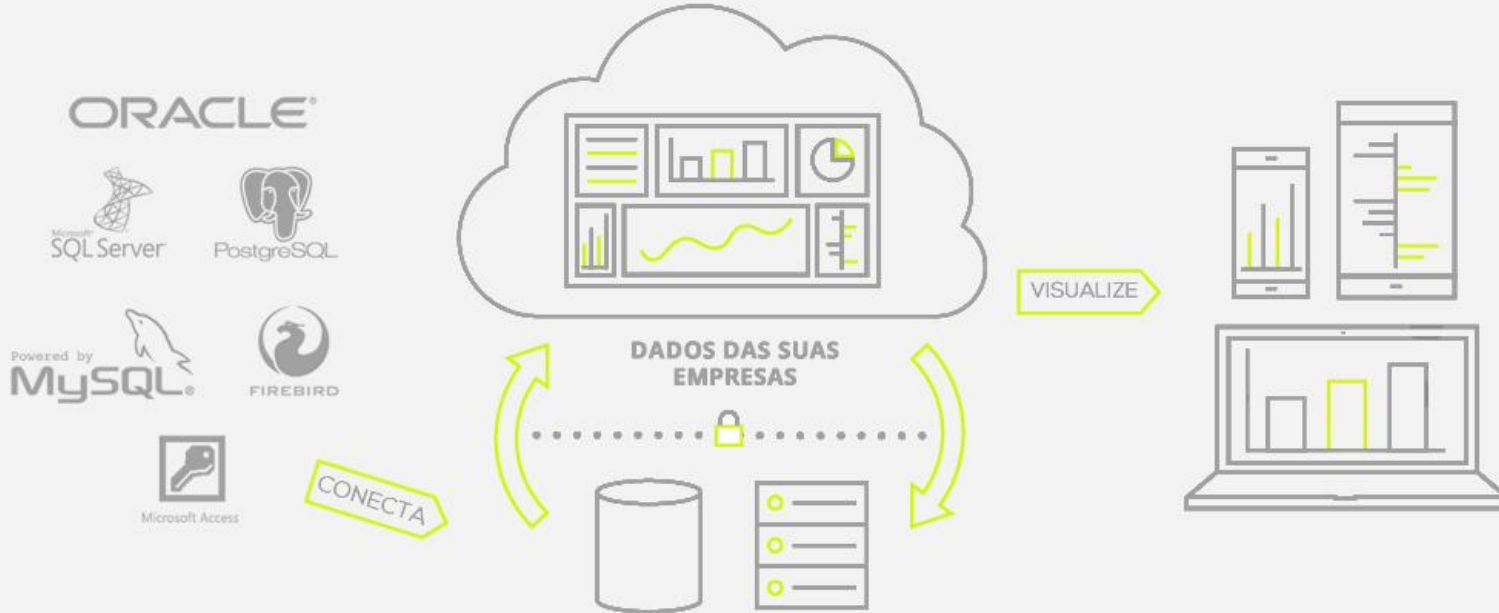 ORACLE®
Microsoft®
SQL Server®
PostgreSQL
Powered by
MySQL®
FIREBIRD
Microsoft Access
CONECTA
DADOS DAS SUAS
EMPRESAS
VISUALIZE